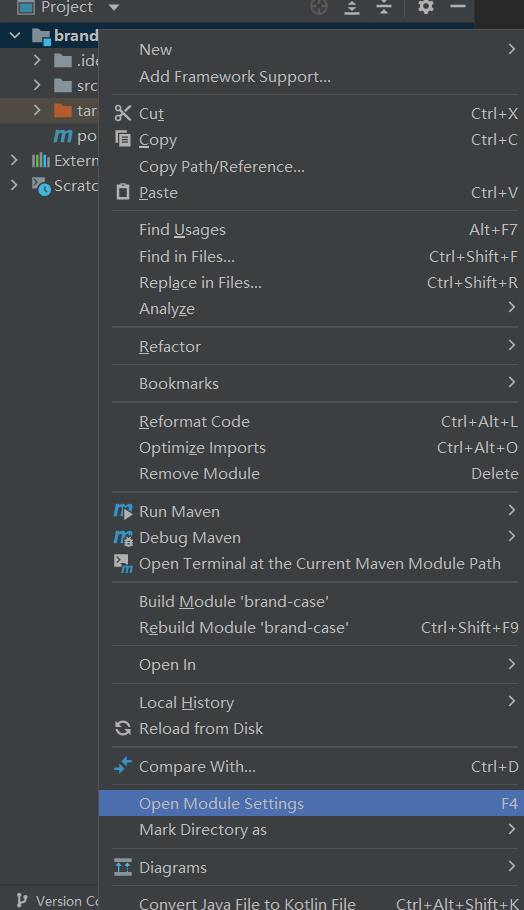 Project
brand
.ide
src
tar
po
Extern
Scratc
New
Add Framework Support...
Cut Ctrl+X
Copy Ctrl+C
Copy Path/Reference...
Paste Ctrl+V
Find Usages Alt+F7
Find in Files... Ctrl+Shift+F
Replace in Files... Ctrl+Shift+R
Analyze
Refactor
Bookmarks
Reformat Code Ctrl+Alt+L
Optimize Imports Ctrl+Alt+O
Remove Module Delete
Run Maven
Debug Maven
Open Terminal at the Current Maven Module Path
Build Module 'brand-case'
Rebuild Module 'brand-case' Ctrl+Shift+F9
Open In
Local History
Reload from Disk
Compare With... Ctrl+D
Open Module Settings F4
Mark Directory as
Diagrams
Convert Java File to Kotlin File Ctrl+Alt+Shift+K
Version Co